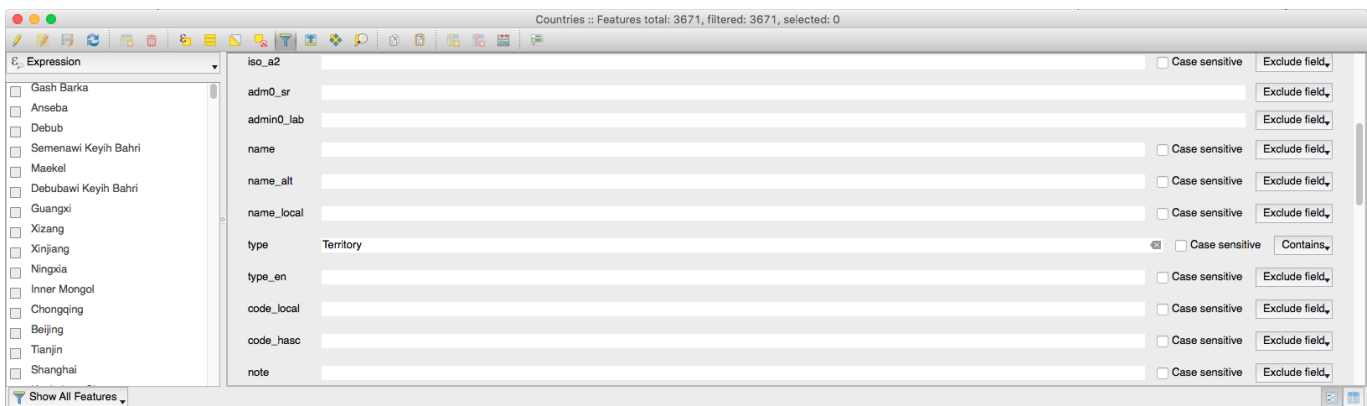 Countries :: Features total: 3671, filtered: 3671, selected: 0
Expression
Gash Barka
Anseba
Debub
Semenawi Keyih Bahri
Maekel
Debubawi Keyih Bahri
Guangxi
Xizang
Xinjiang
Ningxia
Inner Mongol
Chongqing
Beijing
Tianjin
Shanghai
iso_a2 Case sensitive Exclude field
adm0_sr Exclude field
admin0_lab Exclude field
name Case sensitive Exclude field
name_alt Case sensitive Exclude field
name_local Case sensitive Exclude field
type Territory Case sensitive Contains
type_en Case sensitive Exclude field
code_local Case sensitive Exclude field
code_hasc Case sensitive Exclude field
note Case sensitive Exclude field
Show All Features